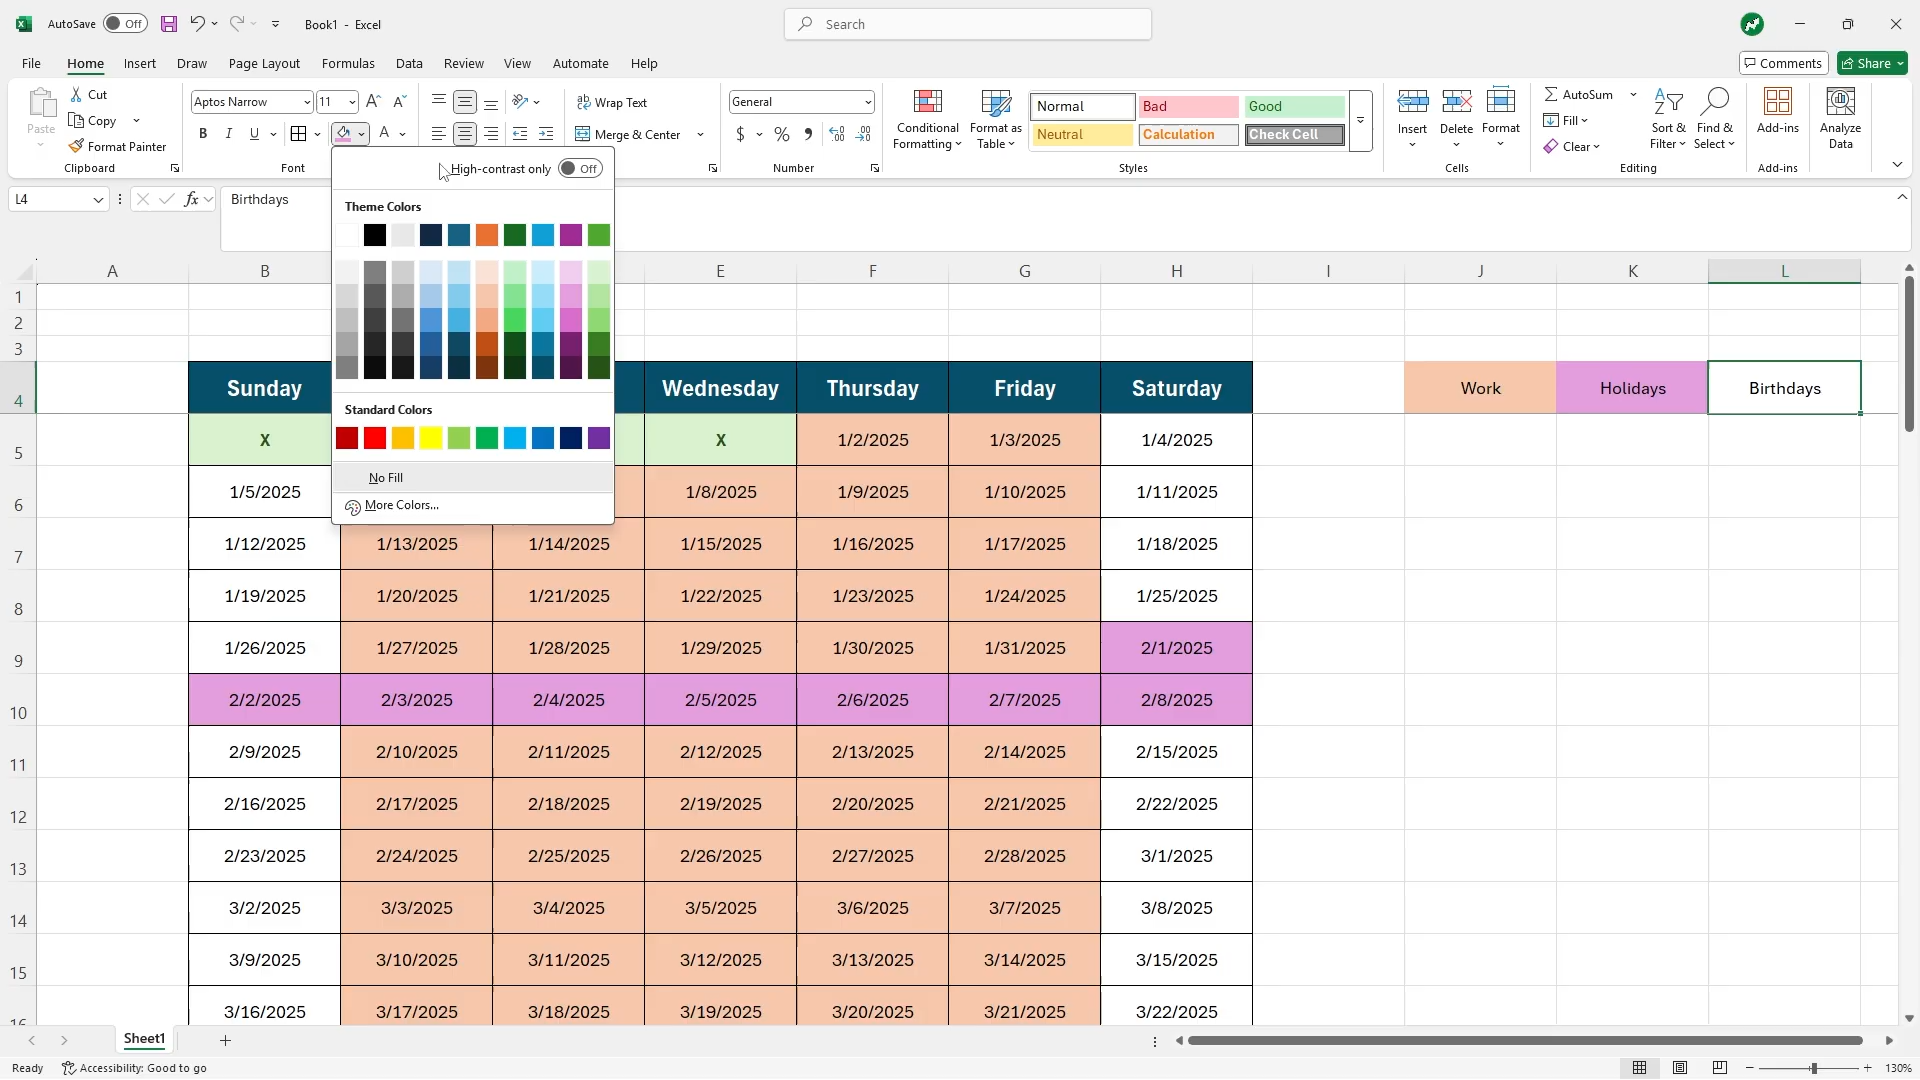 AutoSave Off Book1 - Excel Search
File Home Insert Draw Page Layout Formulas Data Review View Automate Help Comments Share
Paste Cut Copy Format Painter Clipboard
Aptos Narrow 11 B I U A Font
Wrap Text Merge & Center
General $ % Number
Conditional Formatting Format as Table Normal Bad Good Neutral Calculation Check Cell Styles
Insert Delete Format Cells
AutoSum Fill Clear Sort & Filter Find & Select Editing
Add-ins Add-ins Analyze Data
High-contrast only Off
L4 fx Birthdays
Theme Colors
Standard Colors
No Fill
More Colors...
A B E F G H I J K L
1
2
3
4 Sunday Wednesday Thursday Friday Saturday Work Holidays Birthdays
5 X X 1/2/2025 1/3/2025 1/4/2025
6 1/5/2025 1/8/2025 1/9/2025 1/10/2025 1/11/2025
7 1/12/2025 1/13/2025 1/14/2025 1/15/2025 1/16/2025 1/17/2025 1/18/2025
8 1/19/2025 1/20/2025 1/21/2025 1/22/2025 1/23/2025 1/24/2025 1/25/2025
9 1/26/2025 1/27/2025 1/28/2025 1/29/2025 1/30/2025 1/31/2025 2/1/2025
10 2/2/2025 2/3/2025 2/4/2025 2/5/2025 2/6/2025 2/7/2025 2/8/2025
11 2/9/2025 2/10/2025 2/11/2025 2/12/2025 2/13/2025 2/14/2025 2/15/2025
12 2/16/2025 2/17/2025 2/18/2025 2/19/2025 2/20/2025 2/21/2025 2/22/2025
13 2/23/2025 2/24/2025 2/25/2025 2/26/2025 2/27/2025 2/28/2025 3/1/2025
14 3/2/2025 3/3/2025 3/4/2025 3/5/2025 3/6/2025 3/7/2025 3/8/2025
15 3/9/2025 3/10/2025 3/11/2025 3/12/2025 3/13/2025 3/14/2025 3/15/2025
16 3/16/2025 3/17/2025 3/18/2025 3/19/2025 3/20/2025 3/21/2025 3/22/2025
Sheet1
Ready Accessibility: Good to go 130%